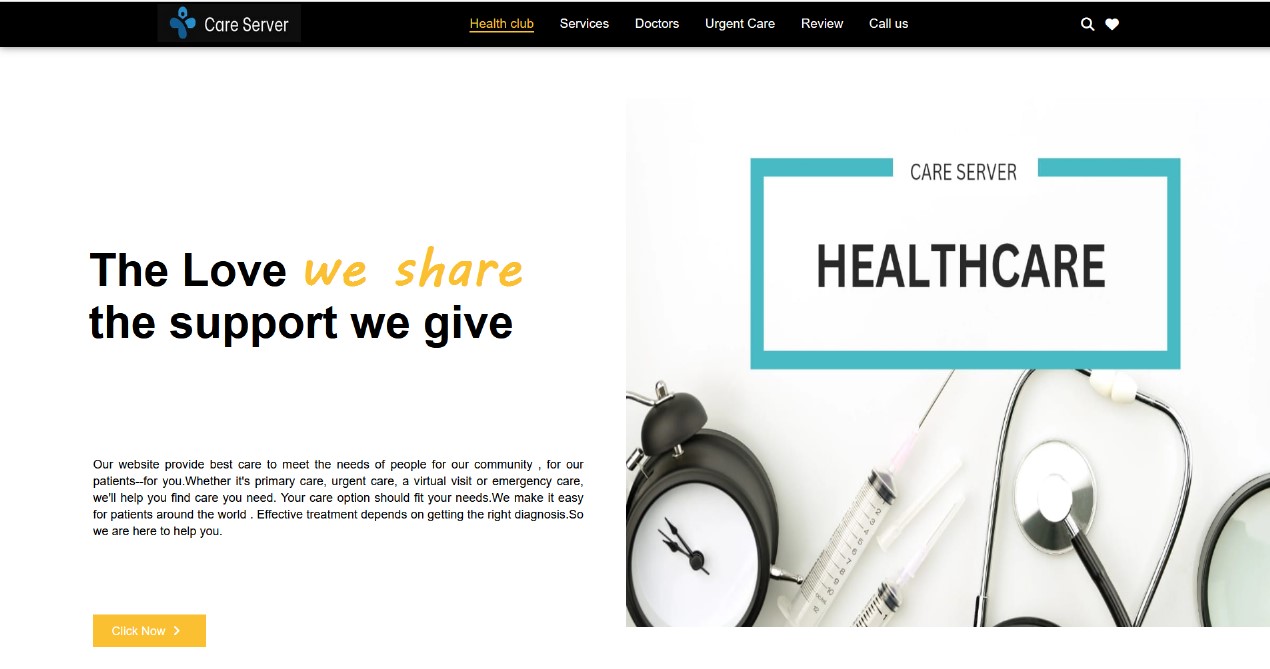 Care Server
Health club Services Doctors Urgent Care Review Call us
CARE SERVER
HEALTHCARE
The Love we share
the support we give
Our website provide best care to meet the needs of people for our community , for our
patients--for you.Whether it's primary care, urgent care, a virtual visit or emergency care,
we'll help you find care you need. Your care option should fit your needs.We make it easy
for patients around the world . Effective treatment depends on getting the right diagnosis.So
we are here to help you.
Click Now